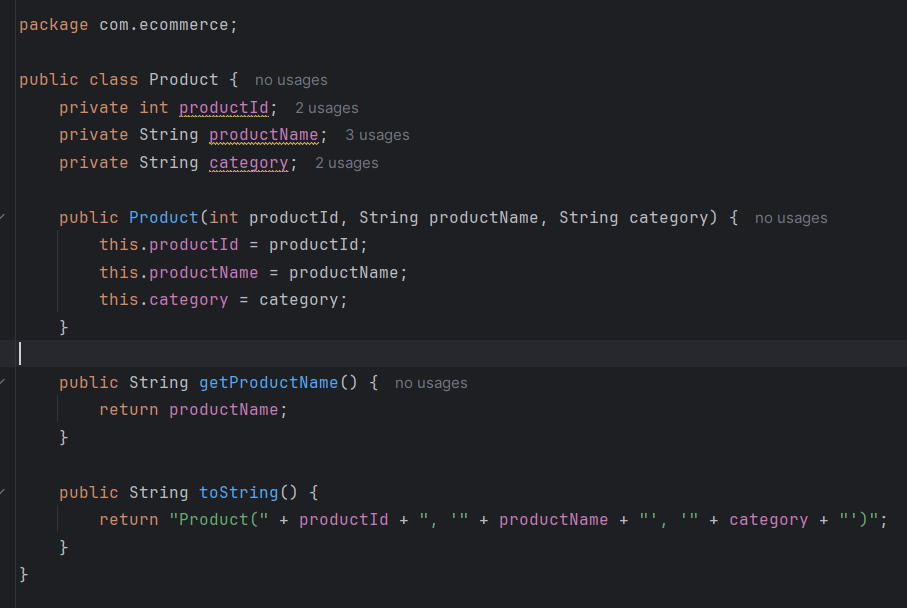 package com.ecommerce;
public class Product { no usages
private int productId; 2 usages
private String productName; 3 usages
private String category; 2 usages
public Product(int productId, String productName, String category) { no usages
this.productId = productId;
this.productName = productName;
this.category = category;
}
public String getProductName() { no usages
return productName;
}
public String toString() {
return "Product(" + productId + ", '" + productName + "', '" + category + "')";
}
}